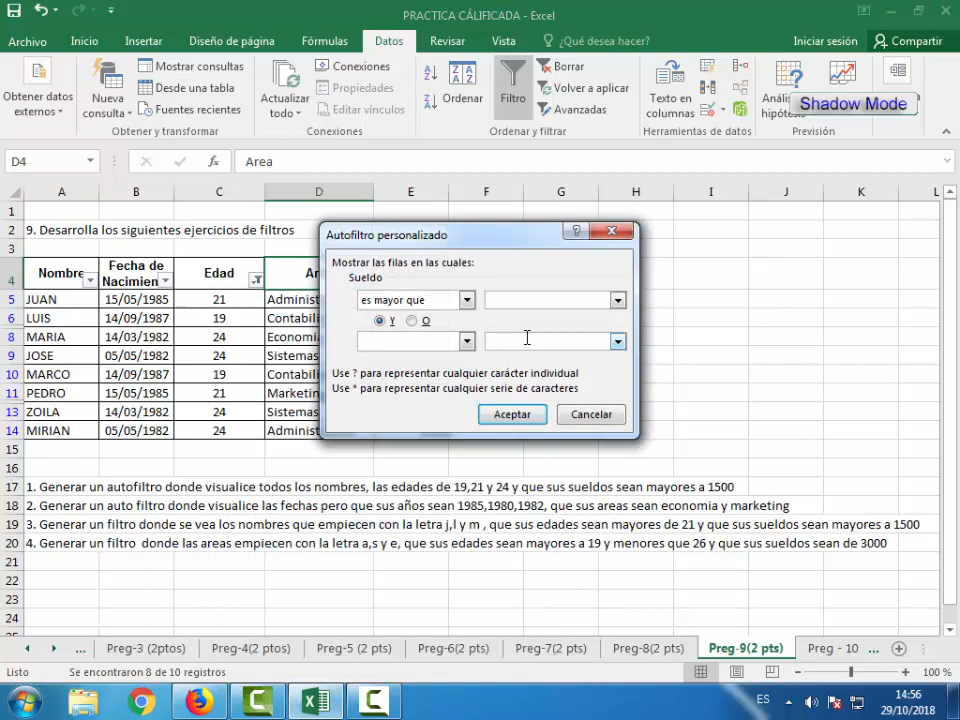 PRACTICA CÁLIFICADA - Excel
Archivo Inicio Insertar Diseño de página Fórmulas Datos Revisar Vista ¿Qué desea hacer? Iniciar sesión Compartir
Obtener datos externos
Nueva consulta
Mostrar consultas
Desde una tabla
Fuentes recientes
Obtener y transformar
Actualizar todo
Conexiones
Propiedades
Editar vínculos
Conexiones
Ordenar
Filtro
Borrar
Volver a aplicar
Avanzadas
Ordenar y filtrar
Texto en columnas
Herramientas de datos
Shadow Mode
Previsión
D4 fx Area
A B C D E F G H I J K L
1
2 9. Desarrolla los siguientes ejercicios de filtros
3
4 Nombre Fecha de Nacimien Edad
5 JUAN 15/05/1985 21 Administ
6 LUIS 14/09/1987 19 Contabili
8 MARIA 14/03/1982 24 Economia
9 JOSE 05/05/1982 24 Sistemas
10 MARCO 14/09/1987 19 Contabili
11 PEDRO 15/05/1985 21 Marketin
13 ZOILA 14/03/1982 24 Sistemas
14 MIRIAN 05/05/1982 24 Administ
15
16
17 1. Generar un autofiltro donde visualice todos los nombres, las edades de 19,21 y 24 y que sus sueldos sean mayores a 1500
18 2. Generar un auto filtro donde visualice las fechas pero que sus años sean 1985,1980,1982, que sus areas sean economia y marketing
19 3. Generar un filtro donde se vea los nombres que empiecen con la letra j,l y m , que sus edades sean mayores de 21 y que sus sueldos sean mayores a 1500
20 4. Generar un filtro donde las areas empiecen con la letra a,s y e, que sus edades sean mayores a 19 y menores que 26 y que sus sueldos sean de 3000
21
22
23
24
Autofiltro personalizado
Mostrar las filas en las cuales:
Sueldo
es mayor que
Y O
Use ? para representar cualquier carácter individual
Use * para representar cualquier serie de caracteres
Aceptar Cancelar
... Preg-3 (2ptos) Preg-4(2 ptos) Preg-5 (2 ptos) Preg-6(2 pts) Preg-7(2 pts) Preg-8(2 pts) Preg-9(2 pts) Preg - 10 ...
Listo Se encontraron 8 de 10 registros 100 %
ES 14:56
29/10/2018